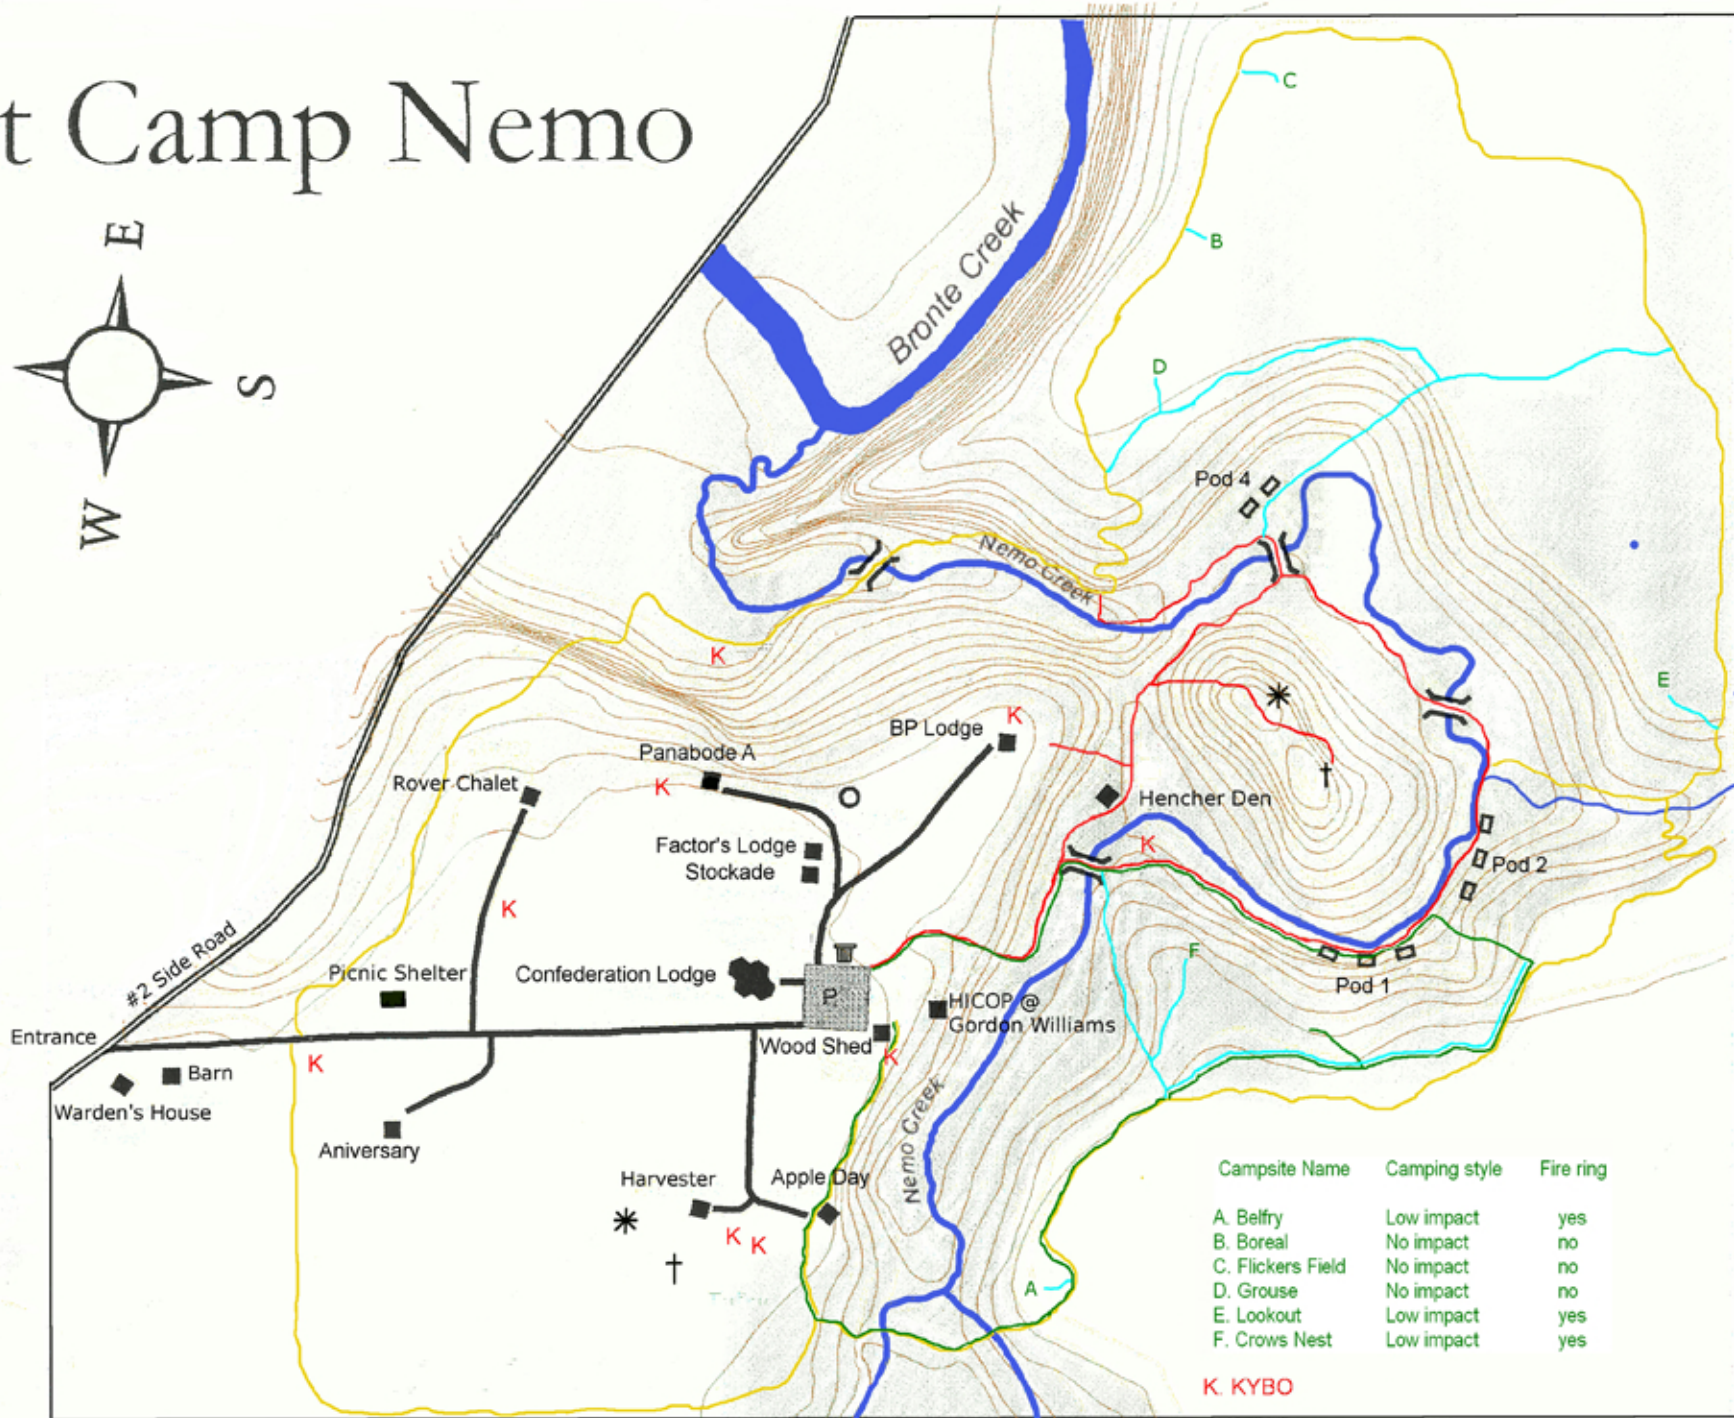 t Camp Nemo
E
S
W
Bronte Creek
C
B
D
Pod 4
Nemo Creek
K
E
BP Lodge
K
Panabode A
Rover Chalet
K
Hencher Den
Factor's Lodge
Stockade
K
Pod 2
K
#2 Side Road
Picnic Shelter
Confederation Lodge
P
F
Pod 1
HICOP @
Gordon Williams
Entrance
Wood Shed
K
K
Barn
Warden's House
Aniversary
Nemo Creek
Harvester
Apple Day
K
K
A
Campsite Name Camping style Fire ring
A. Belfry Low impact yes
B. Boreal No impact no
C. Flickers Field No impact no
D. Grouse No impact no
E. Lookout Low impact yes
F. Crows Nest Low impact yes
K. KYBO